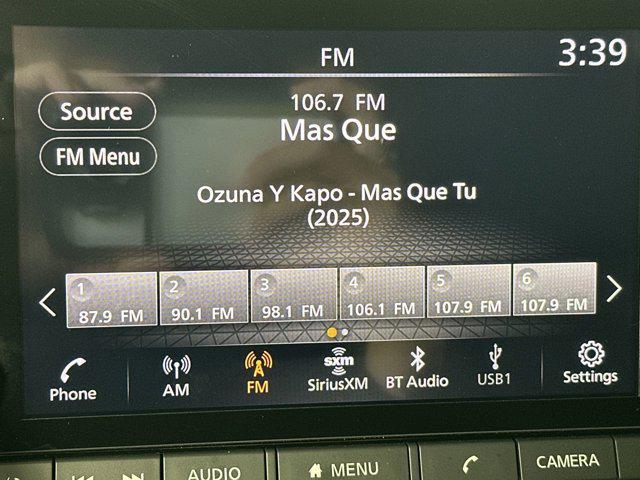 FM
3:39
Source
106.7 FM
Mas Que
FM Menu
Ozuna Y Kapo - Mas Que Tu
(2025)
1
2
3
4
5
6
87.9 FM
90.1 FM
98.1 FM
106.1 FM
107.9 FM
107.9 FM
sxm
Phone
AM
FM
SiriusXM
BT Audio
USB1
Settings
AUDIO
MENU
CAMERA